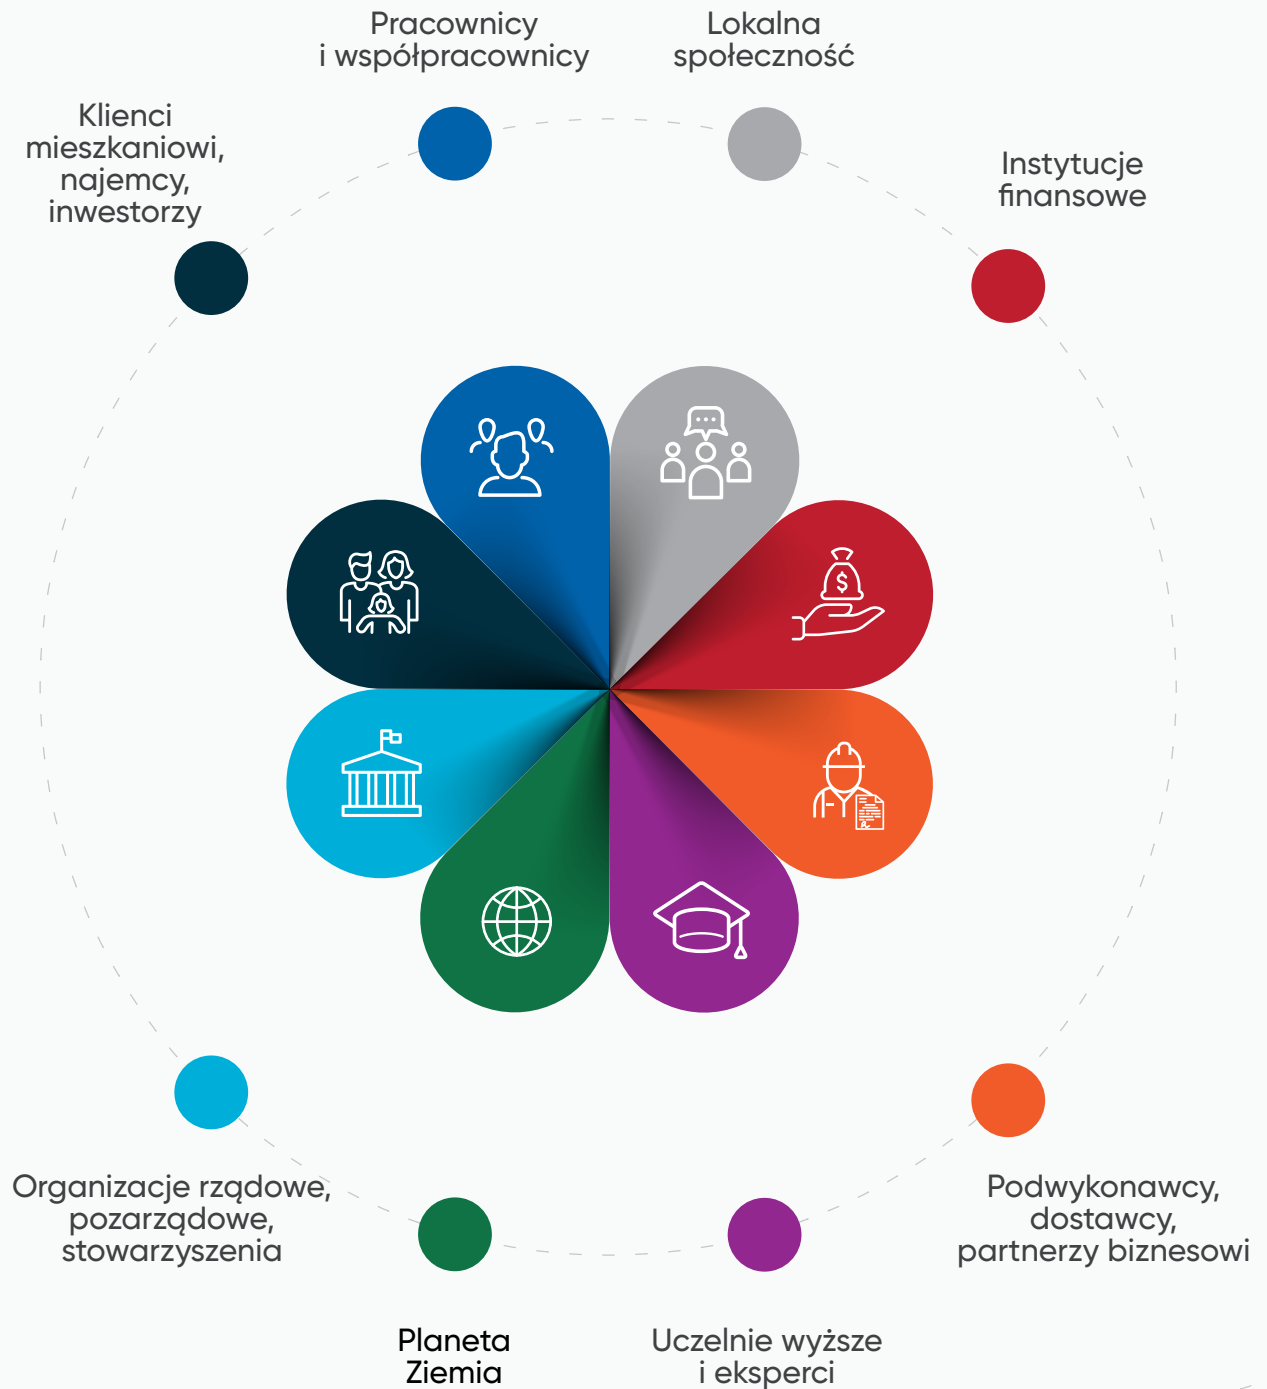 Pracownicy
i współpracownicy
Lokalna
społeczność
Klienci
mieszkaniowi,
najemcy,
inwestorzy
Instytucje
finansowe
$
Organizacje rządowe,
pozarządowe,
stowarzyszenia
Podwykonawcy,
dostawcy,
partnerzy biznesowi
Planeta
Ziemia
Uczelnie wyższe
i eksperci